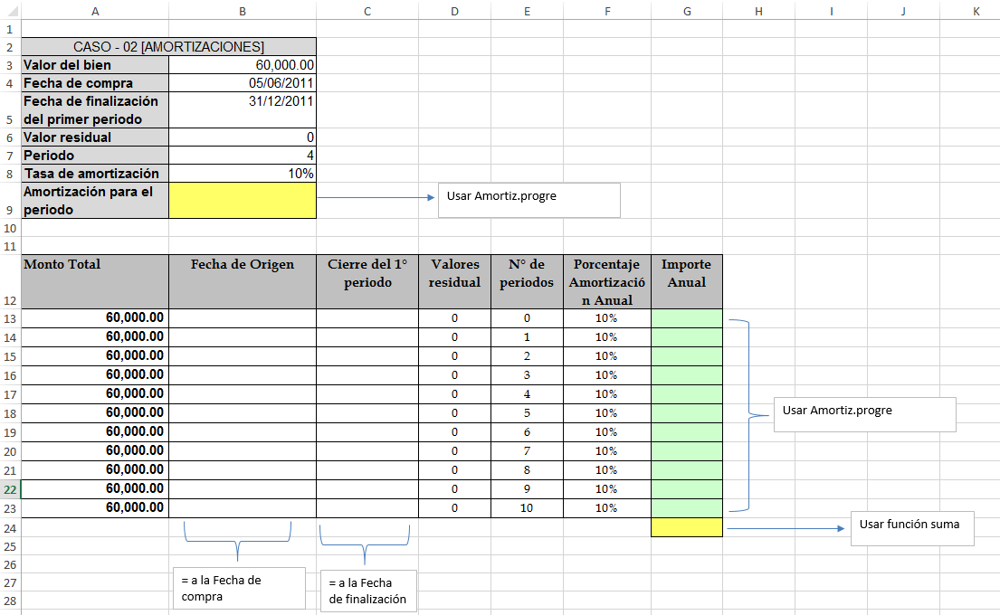 A B C D E F G H I J K
1
2 CASO - 02 [AMORTIZACIONES]
3 Valor del bien 60,000.00
4 Fecha de compra 05/06/2011
Fecha de finalización 31/12/2011
5 del primer periodo
6 Valor residual 0
7 Periodo 4
8 Tasa de amortización 10%
Amortización para el Usar Amortiz.progre
9 periodo
10
11
Monto Total Fecha de Origen Cierre del 1° Valores N° de Porcentaje Importe
periodo residual periodos Amortizació Anual
12 n Anual
13 60,000.00 0 0 10%
14 60,000.00 0 1 10%
15 60,000.00 0 2 10%
16 60,000.00 0 3 10%
17 60,000.00 0 4 10%
18 60,000.00 0 5 10% Usar Amortiz.progre
19 60,000.00 0 6 10%
20 60,000.00 0 7 10%
21 60,000.00 0 8 10%
22 60,000.00 0 9 10%
23 60,000.00 0 10 10%
24 Usar función suma
25
26
27 = a la Fecha de = a la Fecha
28 compra de finalización